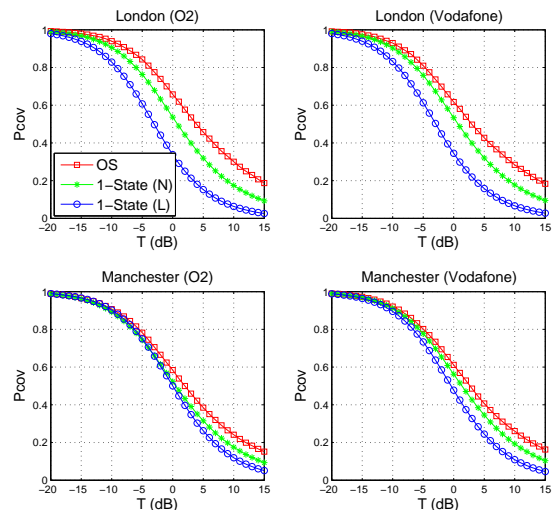 London (O2)
Pcov
1
0.8
0.6
0.4
0.2
0
OS
1−State (N)
1−State (L)
−20 −15 −10 −5 0 5 10 15
T (dB)
London (Vodafone)
Pcov
1
0.8
0.6
0.4
0.2
0
−20 −15 −10 −5 0 5 10 15
T (dB)
Manchester (O2)
Pcov
1
0.8
0.6
0.4
0.2
0
−20 −15 −10 −5 0 5 10 15
T (dB)
Manchester (Vodafone)
Pcov
1
0.8
0.6
0.4
0.2
0
−20 −15 −10 −5 0 5 10 15
T (dB)